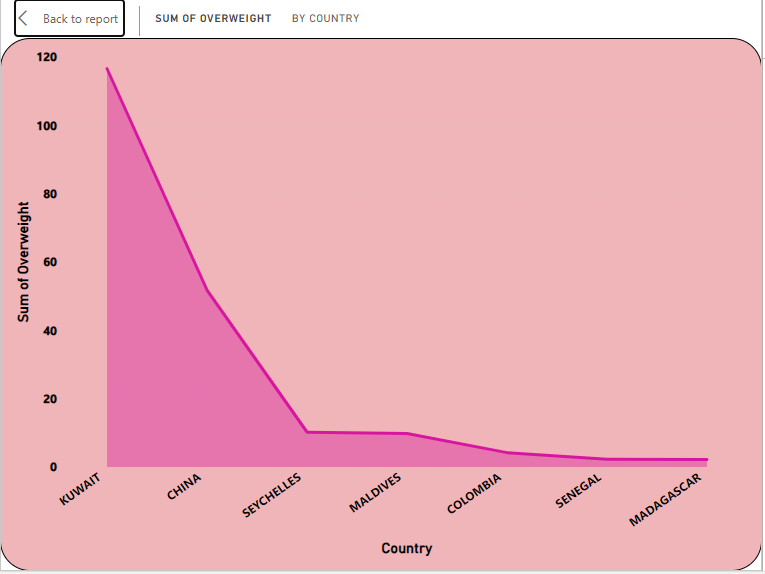 Back to report
SUM OF OVERWEIGHT BY COUNTRY
120
100
80
60
40
20
0
Sum of Overweight
KUWAIT
CHINA
SEYCHELLES
MALDIVES
COLOMBIA
SENEGAL
MADAGASCAR
Country